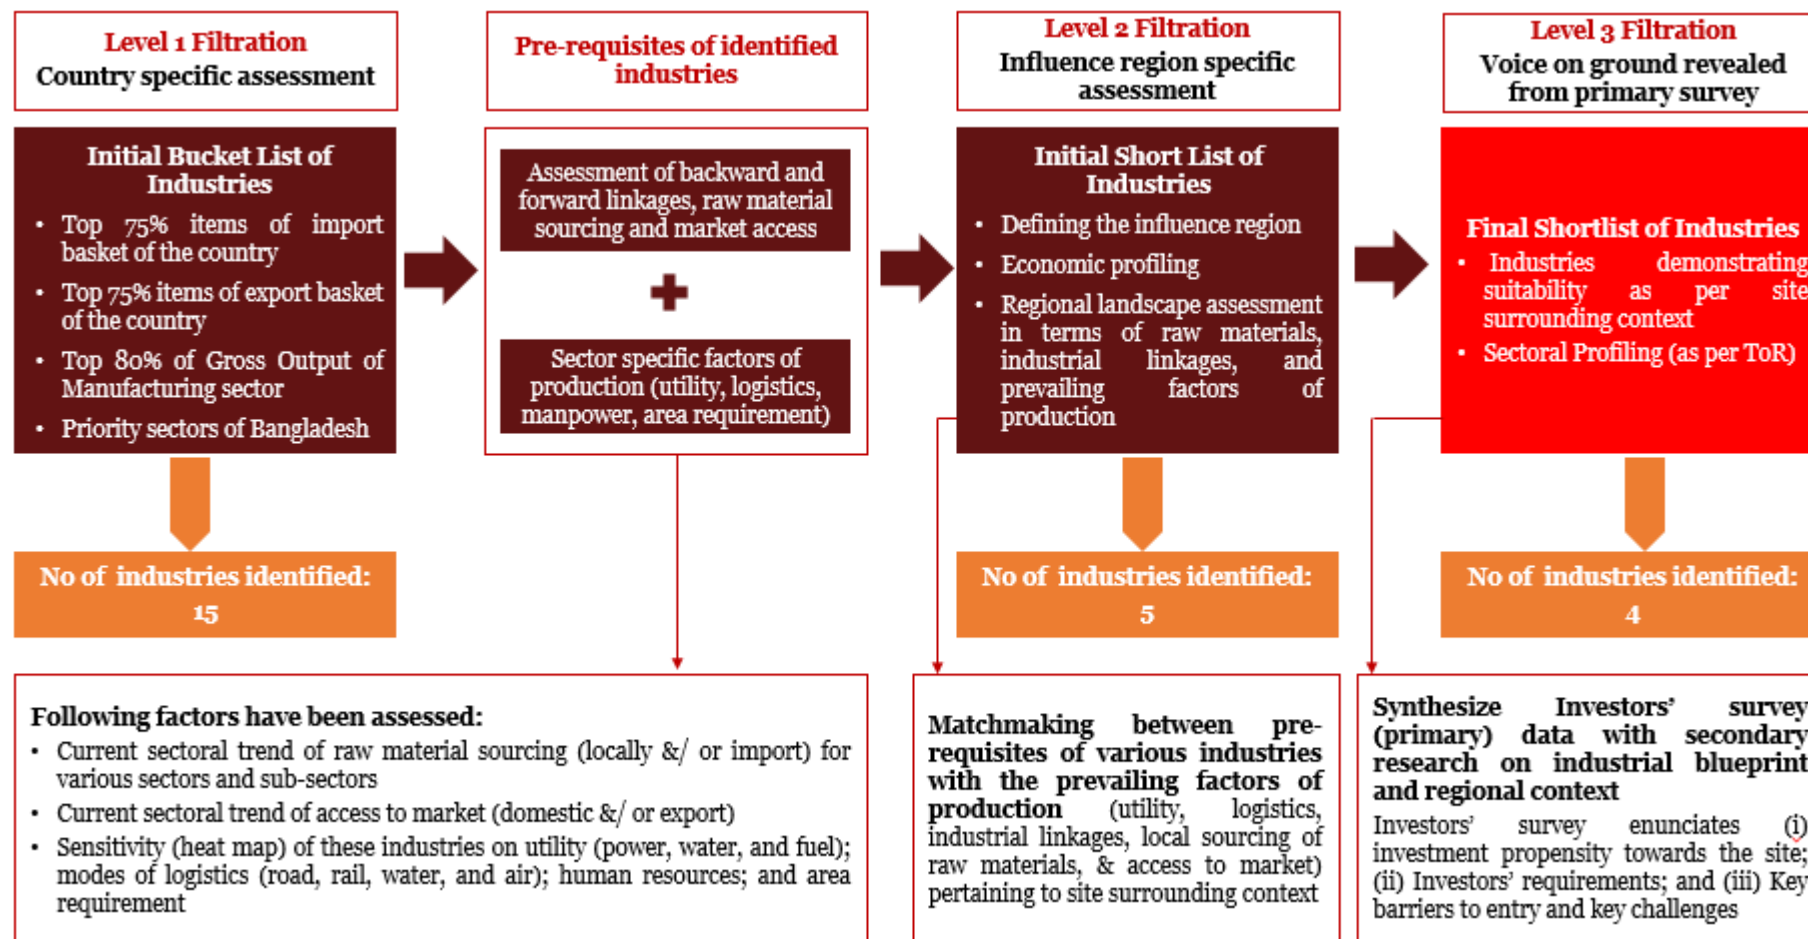 Level 1 Filtration
Country specific assessment
Pre-requisites of identified
industries
Level 2 Filtration
Influence region specific
assessment
Level 3 Filtration
Voice on ground revealed
from primary survey
Initial Bucket List of
Industries
• Top 75% items of import
basket of the country
• Top 75% items of export basket
of the country
• Top 80% of Gross Output of
Manufacturing sector
• Priority sectors of Bangladesh
Assessment of backward and
forward linkages, raw material
sourcing and market access
Sector specific factors of
production (utility, logistics,
manpower, area requirement)
Initial Short List of
Industries
• Defining the influence region
• Economic profiling
• Regional landscape assessment
in terms of raw materials,
industrial linkages, and
prevailing factors of
production
Final Shortlist of Industries
• Industries demonstrating
suitability as per site
surrounding context
• Sectoral Profiling (as per ToR)
No of industries identified:
15
No of industries identified:
5
No of industries identified:
4
Following factors have been assessed:
• Current sectoral trend of raw material sourcing (locally &/ or import) for
various sectors and sub-sectors
• Current sectoral trend of access to market (domestic &/ or export)
• Sensitivity (heat map) of these industries on utility (power, water, and fuel);
modes of logistics (road, rail, water, and air); human resources; and area
requirement
Matchmaking between pre-
requisites of various industries
with the prevailing factors of
production (utility, logistics,
industrial linkages, local sourcing of
raw materials, & access to market)
pertaining to site surrounding context
Synthesize Investors' survey
(primary) data with secondary
research on industrial blueprint
and regional context
Investors' survey enunciates (i)
investment propensity towards the site;
(ii) Investors' requirements; and (iii) Key
barriers to entry and key challenges